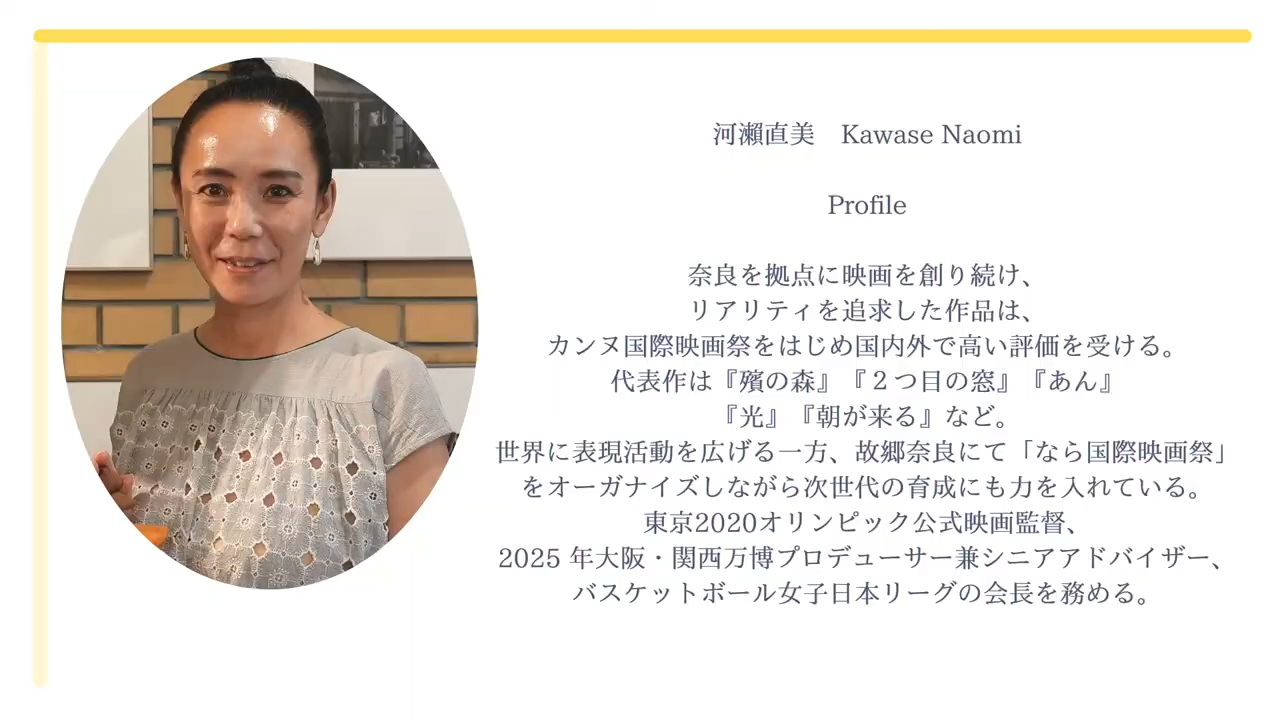 河瀨直美　Kawase Naomi
Profile
奈良を拠点に映画を創り続け、
リアリティを追求した作品は、
カンヌ国際映画祭をはじめ国内外で高い評価を受ける。
代表作は『殯の森』『２つ目の窓』『あん』
『光』『朝が来る』など。
世界に表現活動を広げる一方、故郷奈良にて「なら国際映画祭」
をオーガナイズしながら次世代の育成にも力を入れている。
東京2020オリンピック公式映画監督、
2025 年大阪・関西万博プロデューサー兼シニアアドバイザー、
バスケットボール女子日本リーグの会長を務める。